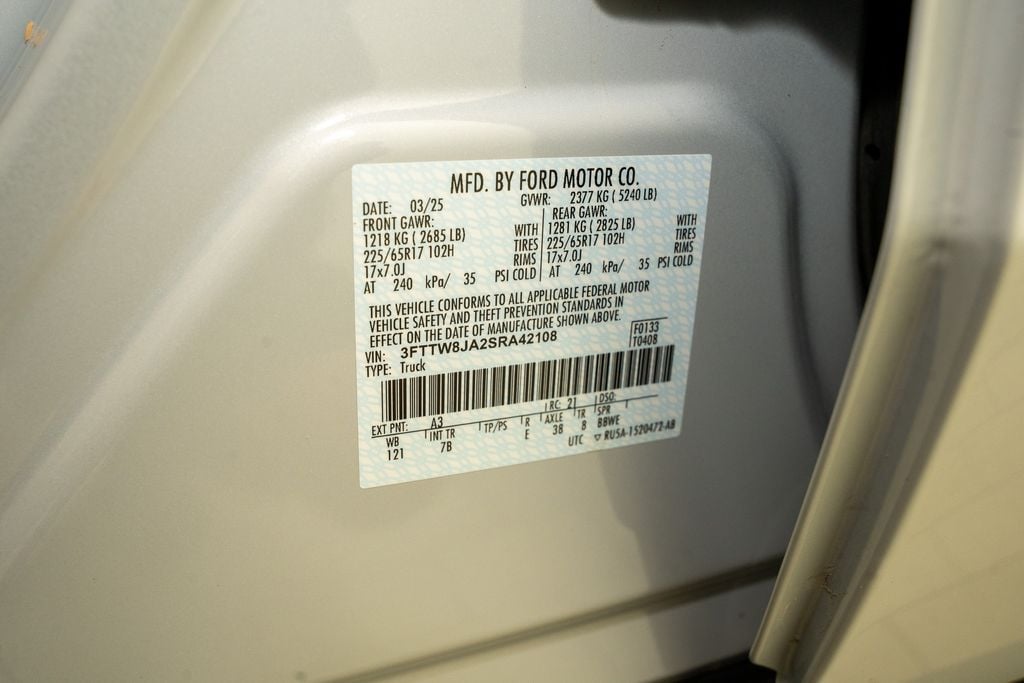 MFD. BY FORD MOTOR CO.
DATE: 03/25 GVWR: 2377 KG ( 5240 LB)
FRONT GAWR: REAR GAWR:
1218 KG ( 2685 LB) WITH 1281 KG ( 2825 LB) WITH
225/65R17 102H TIRES 225/65R17 102H TIRES
17x7.0J RIMS 17x7.0J RIMS
AT 240 kPa/ 35 PSI COLD AT 240 kPa/ 35 PSI COLD
THIS VEHICLE CONFORMS TO ALL APPLICABLE FEDERAL MOTOR
VEHICLE SAFETY AND THEFT PREVENTION STANDARDS IN
EFFECT ON THE DATE OF MANUFACTURE SHOWN ABOVE.
VIN: 3FTTW8JA2SRA42108 F0133
TYPE: Truck T0408
EXT PNT: A3 RC: 21 DSO:
WB INT TR TP/PS R AXLE TR SPR
121 7B E 38 8 BBWE
UTC ▽ RU5A-1520472-AB